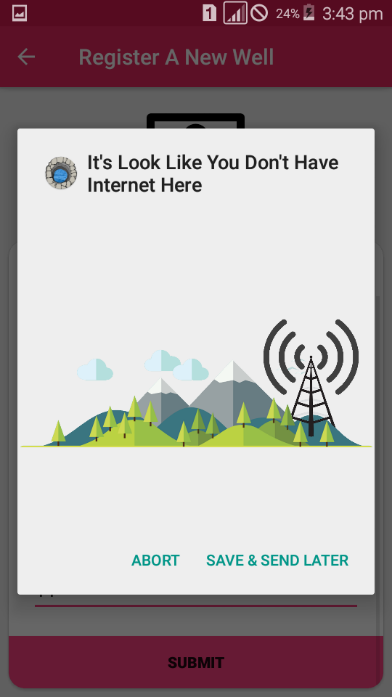 1 24% 3:43 pm
Register A New Well
It's Look Like You Don't Have
Internet Here
ABORT SAVE & SEND LATER
SUBMIT